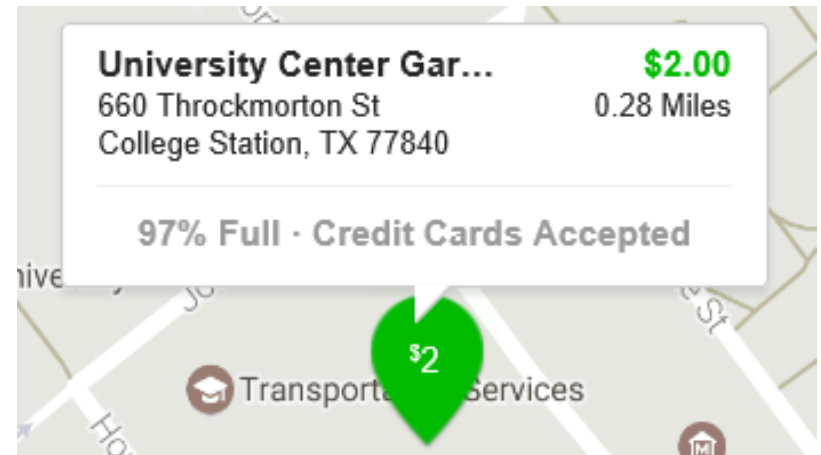 University Center Gar... $2.00
660 Throckmorton St 0.28 Miles
College Station, TX 77840
97% Full · Credit Cards Accepted
$2
Services
St